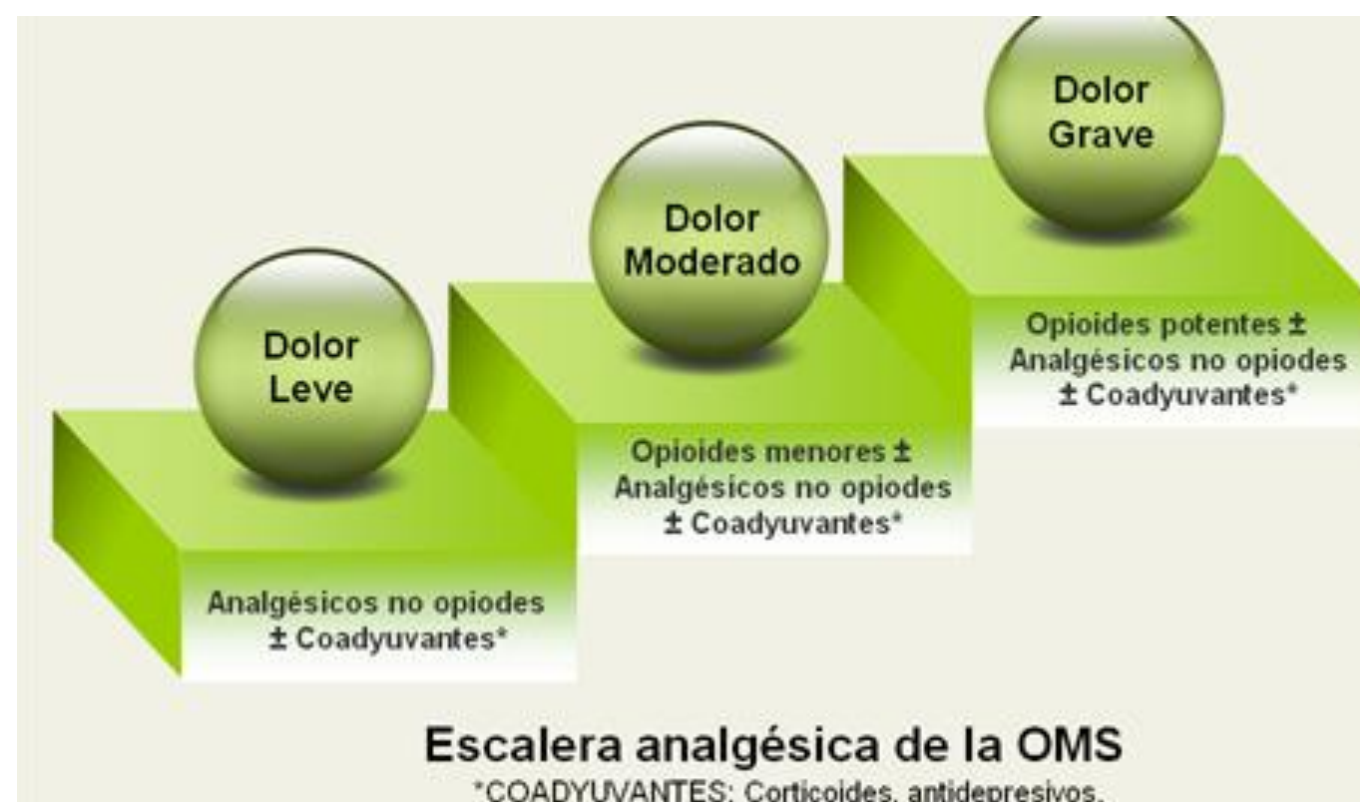 Dolor
Grave
Dolor
Moderado
Dolor
Leve
Opioides potentes ±
Analgésicos no opiodes
± Coadyuvantes*
Opioides menores ±
Analgésicos no opiodes
± Coadyuvantes*
Analgésicos no opiodes
± Coadyuvantes*
Escalera analgésica de la OMS
*COADYUVANTES: Corticoides, antidepresivos,